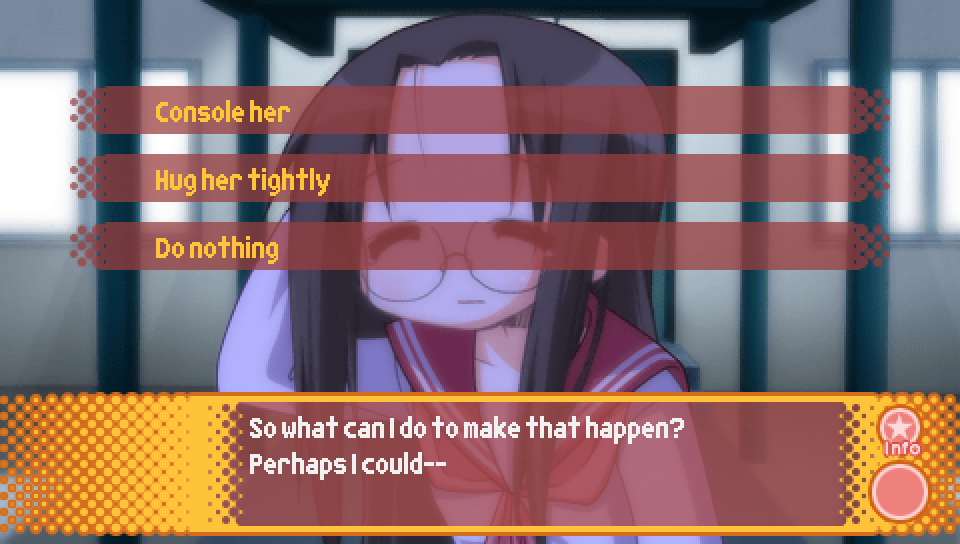 Console her
Hug her tightly
Do nothing
So what can I do to make that happen?
Perhaps I could--
Info